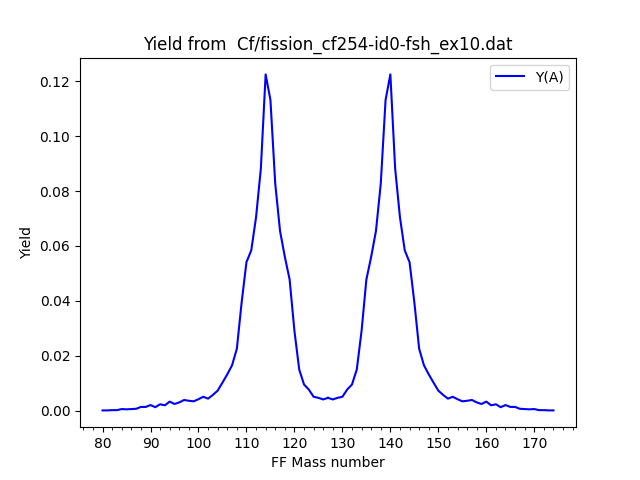 Yield from  Cf/fission_cf254-id0-fsh_ex10.dat
Y(A)
0.12
0.10
0.08
0.06
0.04
0.02
0.00
Yield
80 90 100 110 120 130 140 150 160 170
FF Mass number